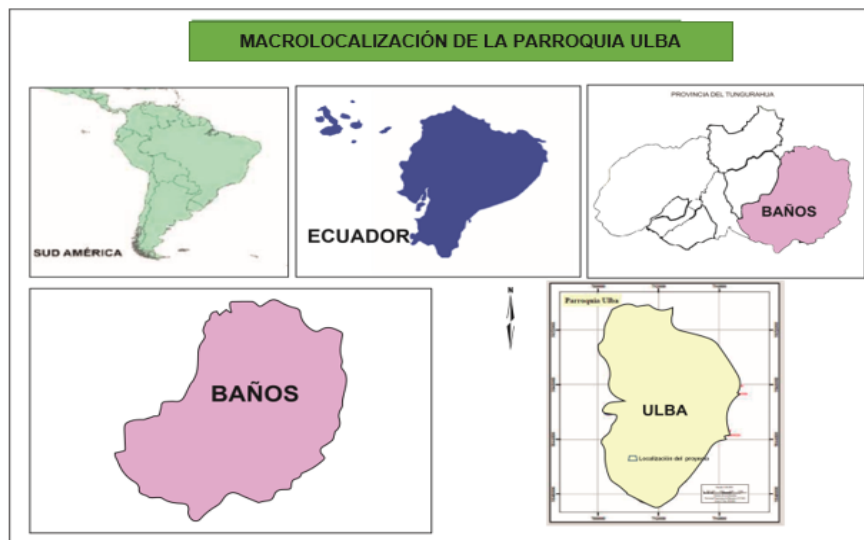 MACROLOCALIZACIÓN DE LA PARROQUIA ULBA
PROVINCIA DEL TUNGURAHUA
SUD AMÉRICA
ECUADOR
BAÑOS
N
Parroquia Ulba
BAÑOS
ULBA
Localización del proyecto